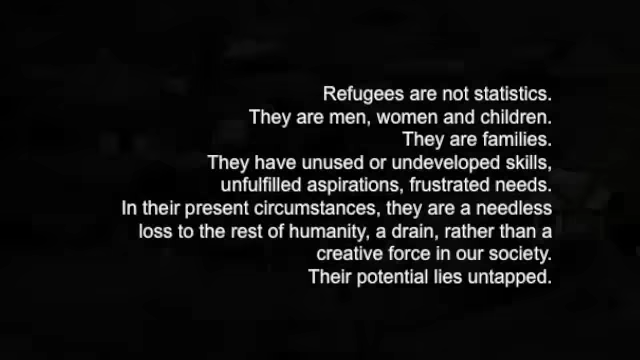 Refugees are not statistics.
They are men, women and children.
They are families.
They have unused or undeveloped skills,
unfulfilled aspirations, frustrated needs.
In their present circumstances, they are a needless
loss to the rest of humanity, a drain, rather than a
creative force in our society.
Their potential lies untapped.